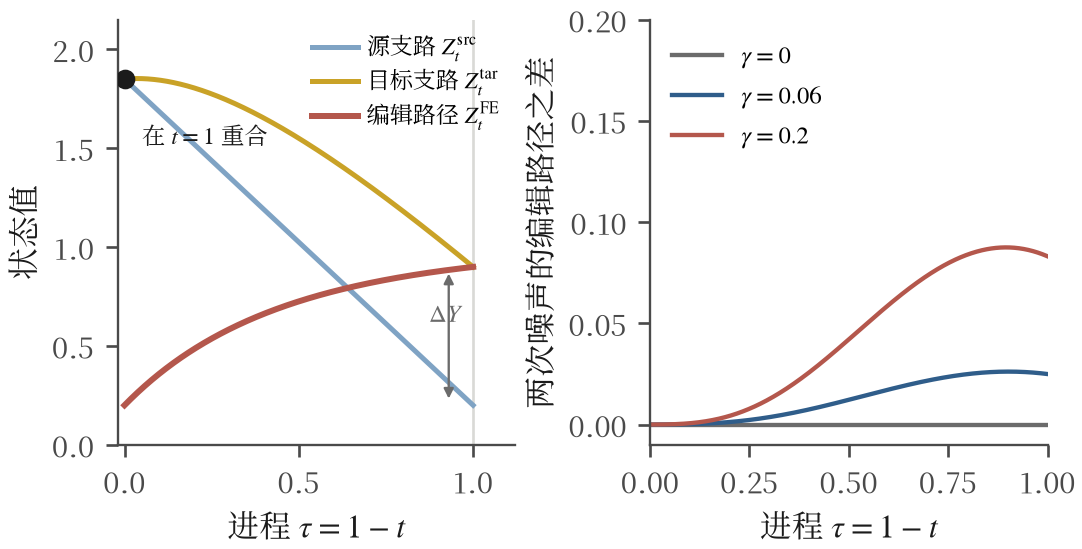 状态值
2.0
1.5
1.0
0.5
0.0
源支路 Z_t^src
目标支路 Z_t^tar
编辑路径 Z_t^FE
在 t = 1 重合
ΔY
0.0 0.5 1.0
进程 τ = 1 − t
两次噪声的编辑路径之差
0.20
0.15
0.10
0.05
0.00
γ = 0
γ = 0.06
γ = 0.2
0.00 0.25 0.50 0.75 1.00
进程 τ = 1 − t